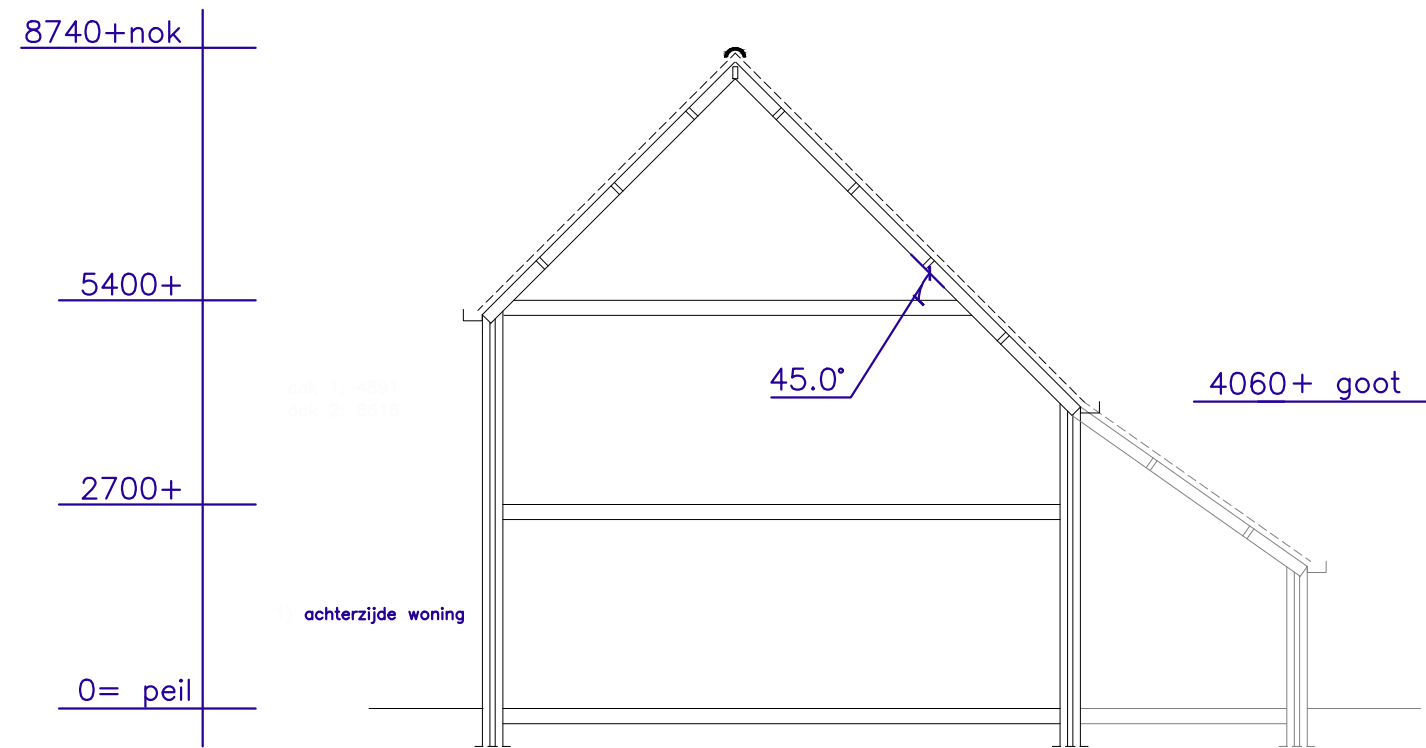 8740+nok
5400+
45.0°
4060+ goot
2700+
achterzijde woning
0= peil